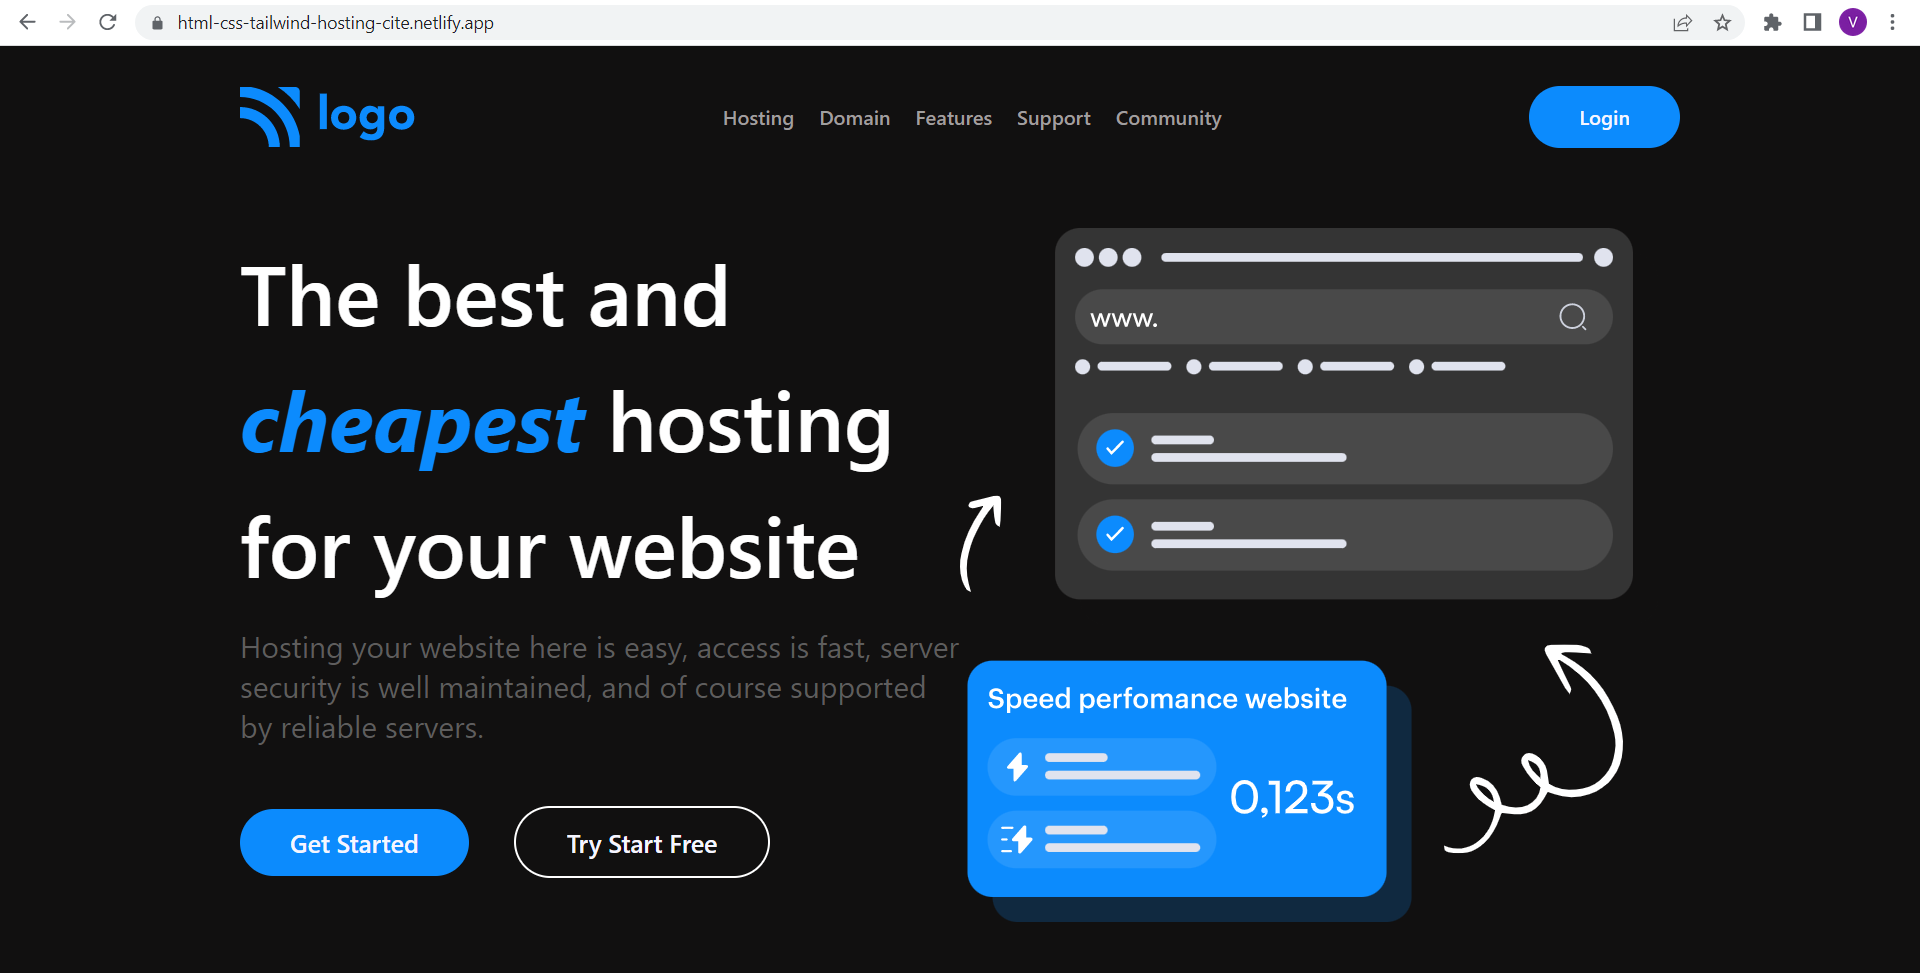 html-css-tailwind-hosting-cite.netlify.app
V
logo
Hosting Domain Features Support Community
Login
The best and
cheapest hosting
for your website
Hosting your website here is easy, access is fast, server
security is well maintained, and of course supported
by reliable servers.
Get Started
Try Start Free
www.
Speed perfomance website
0,123s